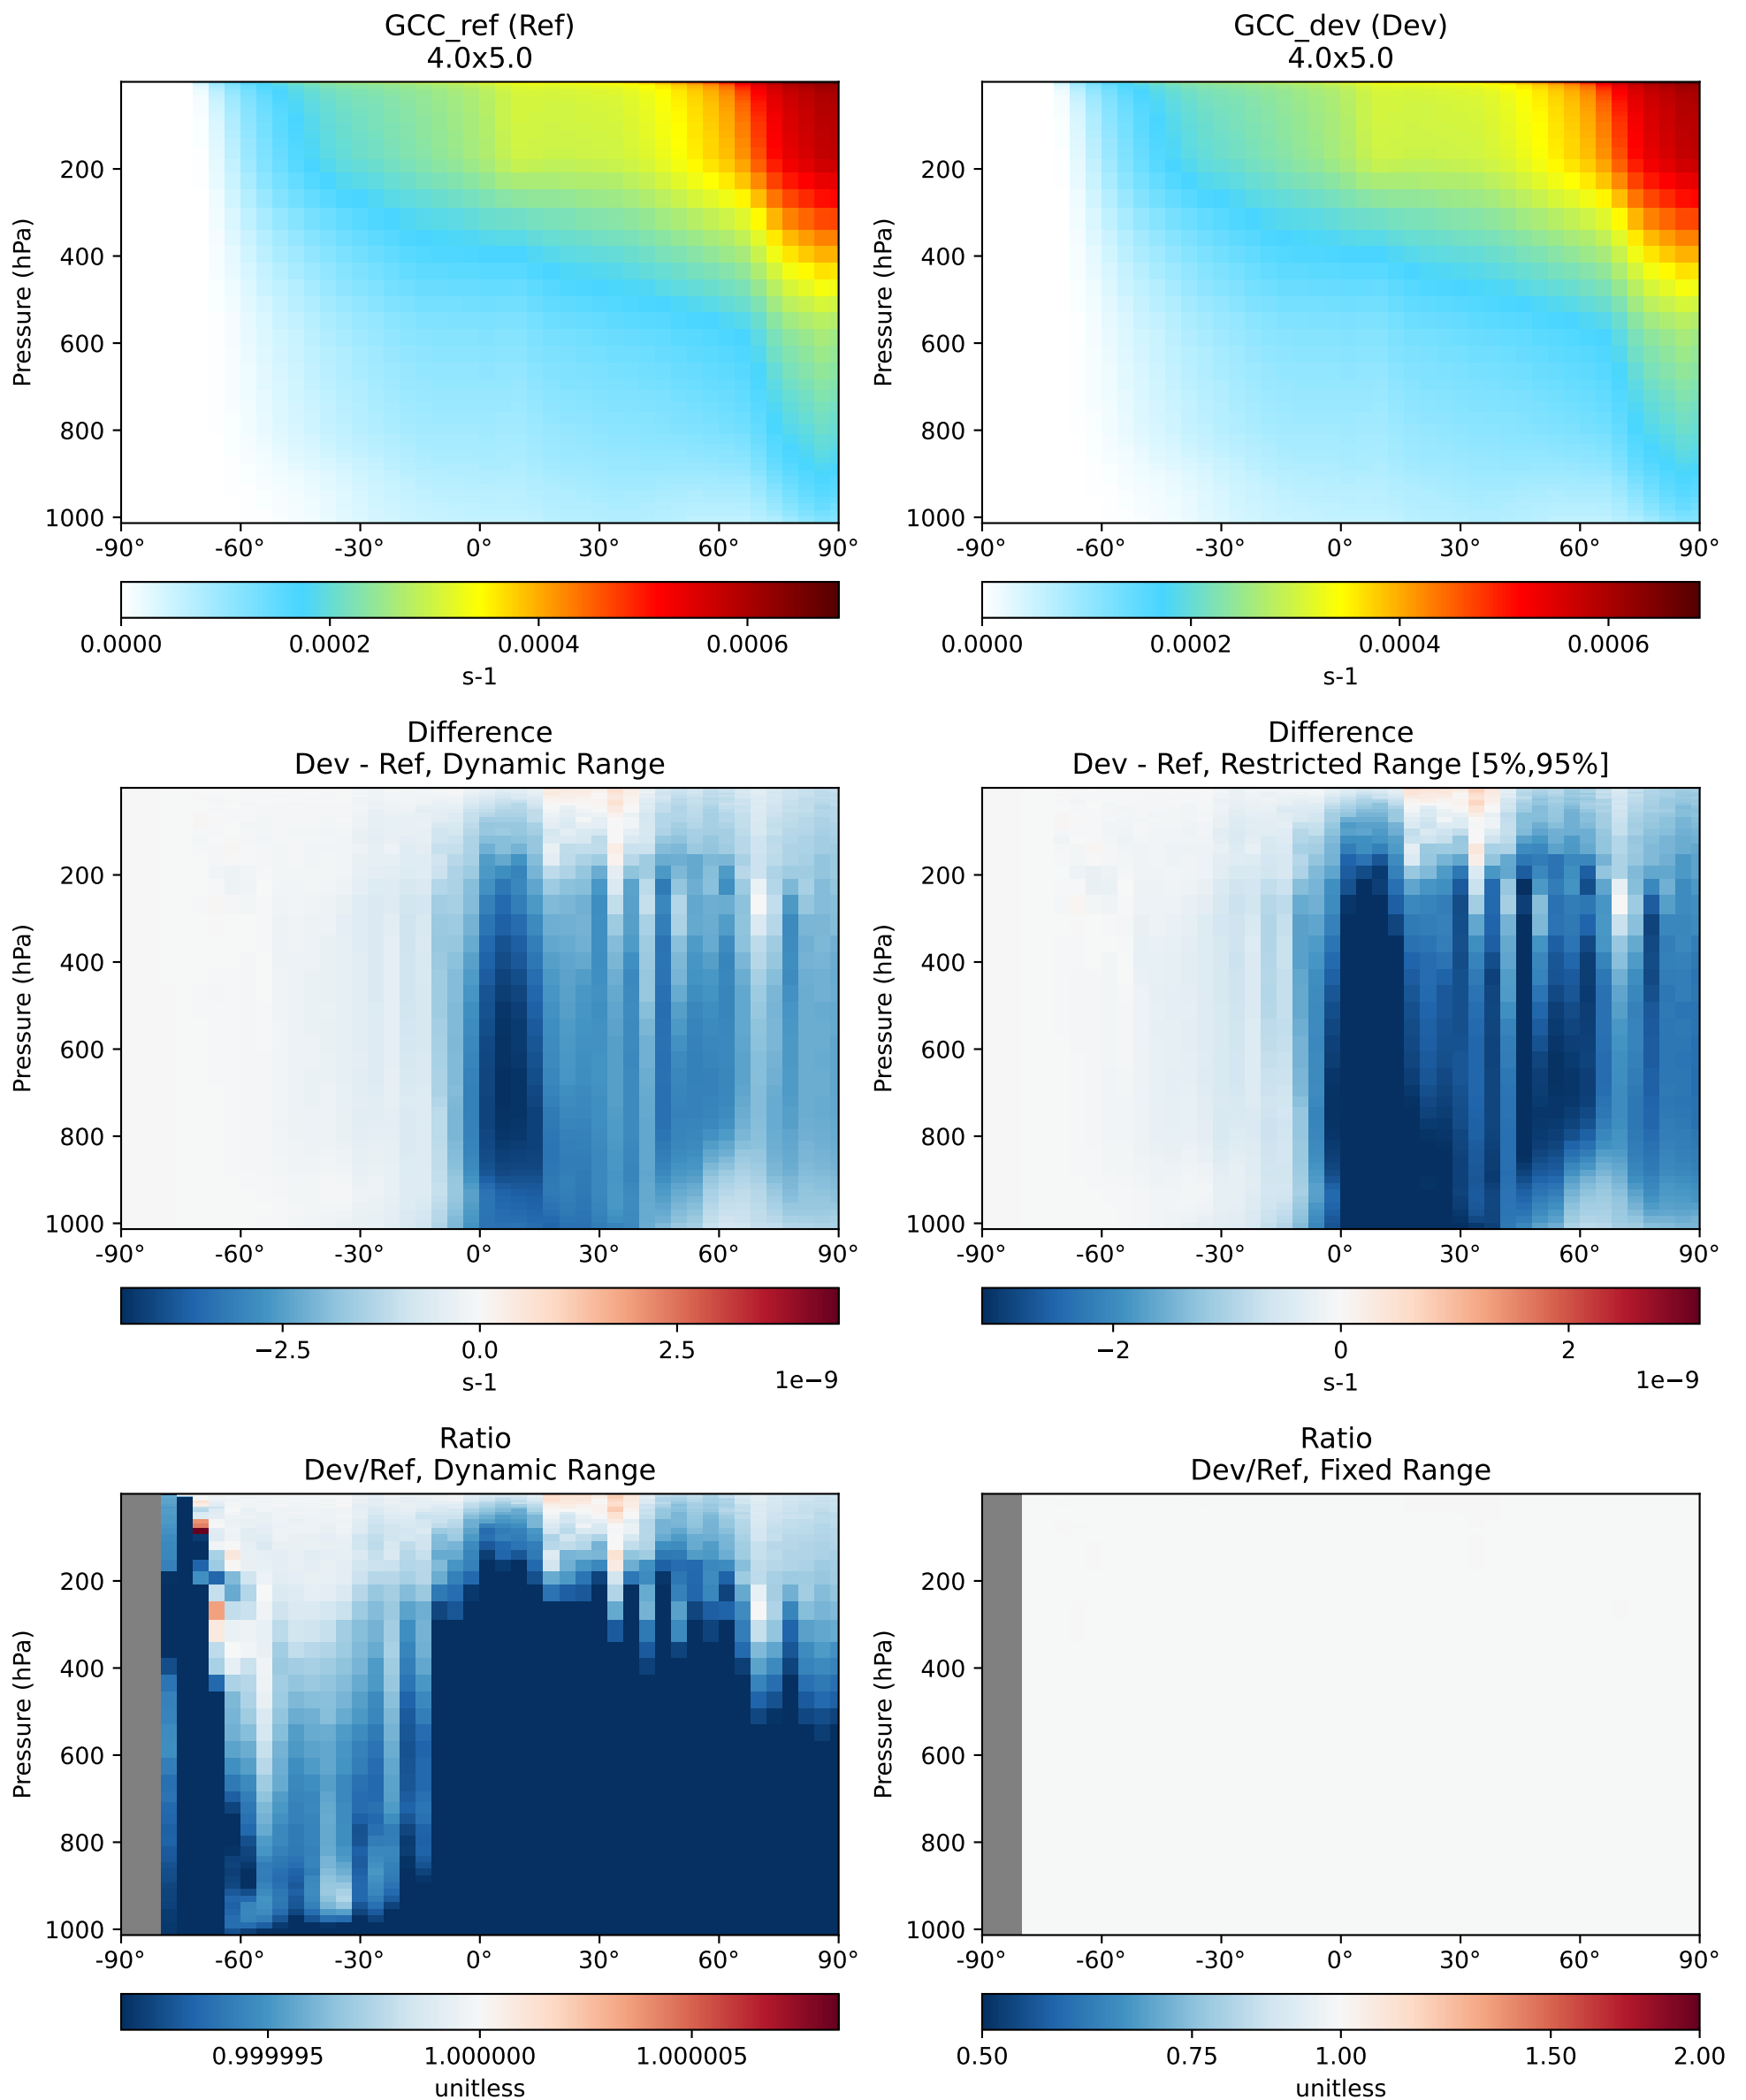 GCC_ref (Ref)
4.0x5.0
Pressure (hPa)
200
400
600
800
1000
-90° -60° -30° 0° 30° 60° 90°
0.0000 0.0002 0.0004 0.0006
s-1
GCC_dev (Dev)
4.0x5.0
Pressure (hPa)
200
400
600
800
1000
-90° -60° -30° 0° 30° 60° 90°
0.0000 0.0002 0.0004 0.0006
s-1
Difference
Dev - Ref, Dynamic Range
Pressure (hPa)
200
400
600
800
1000
-90° -60° -30° 0° 30° 60° 90°
−2.5 0.0 2.5
s-1 1e−9
Difference
Dev - Ref, Restricted Range [5%,95%]
Pressure (hPa)
200
400
600
800
1000
-90° -60° -30° 0° 30° 60° 90°
−2 0 2
s-1 1e−9
Ratio
Dev/Ref, Dynamic Range
Pressure (hPa)
200
400
600
800
1000
-90° -60° -30° 0° 30° 60° 90°
0.999995 1.000000 1.000005
unitless
Ratio
Dev/Ref, Fixed Range
Pressure (hPa)
200
400
600
800
1000
-90° -60° -30° 0° 30° 60° 90°
0.50 0.75 1.00 1.50 2.00
unitless